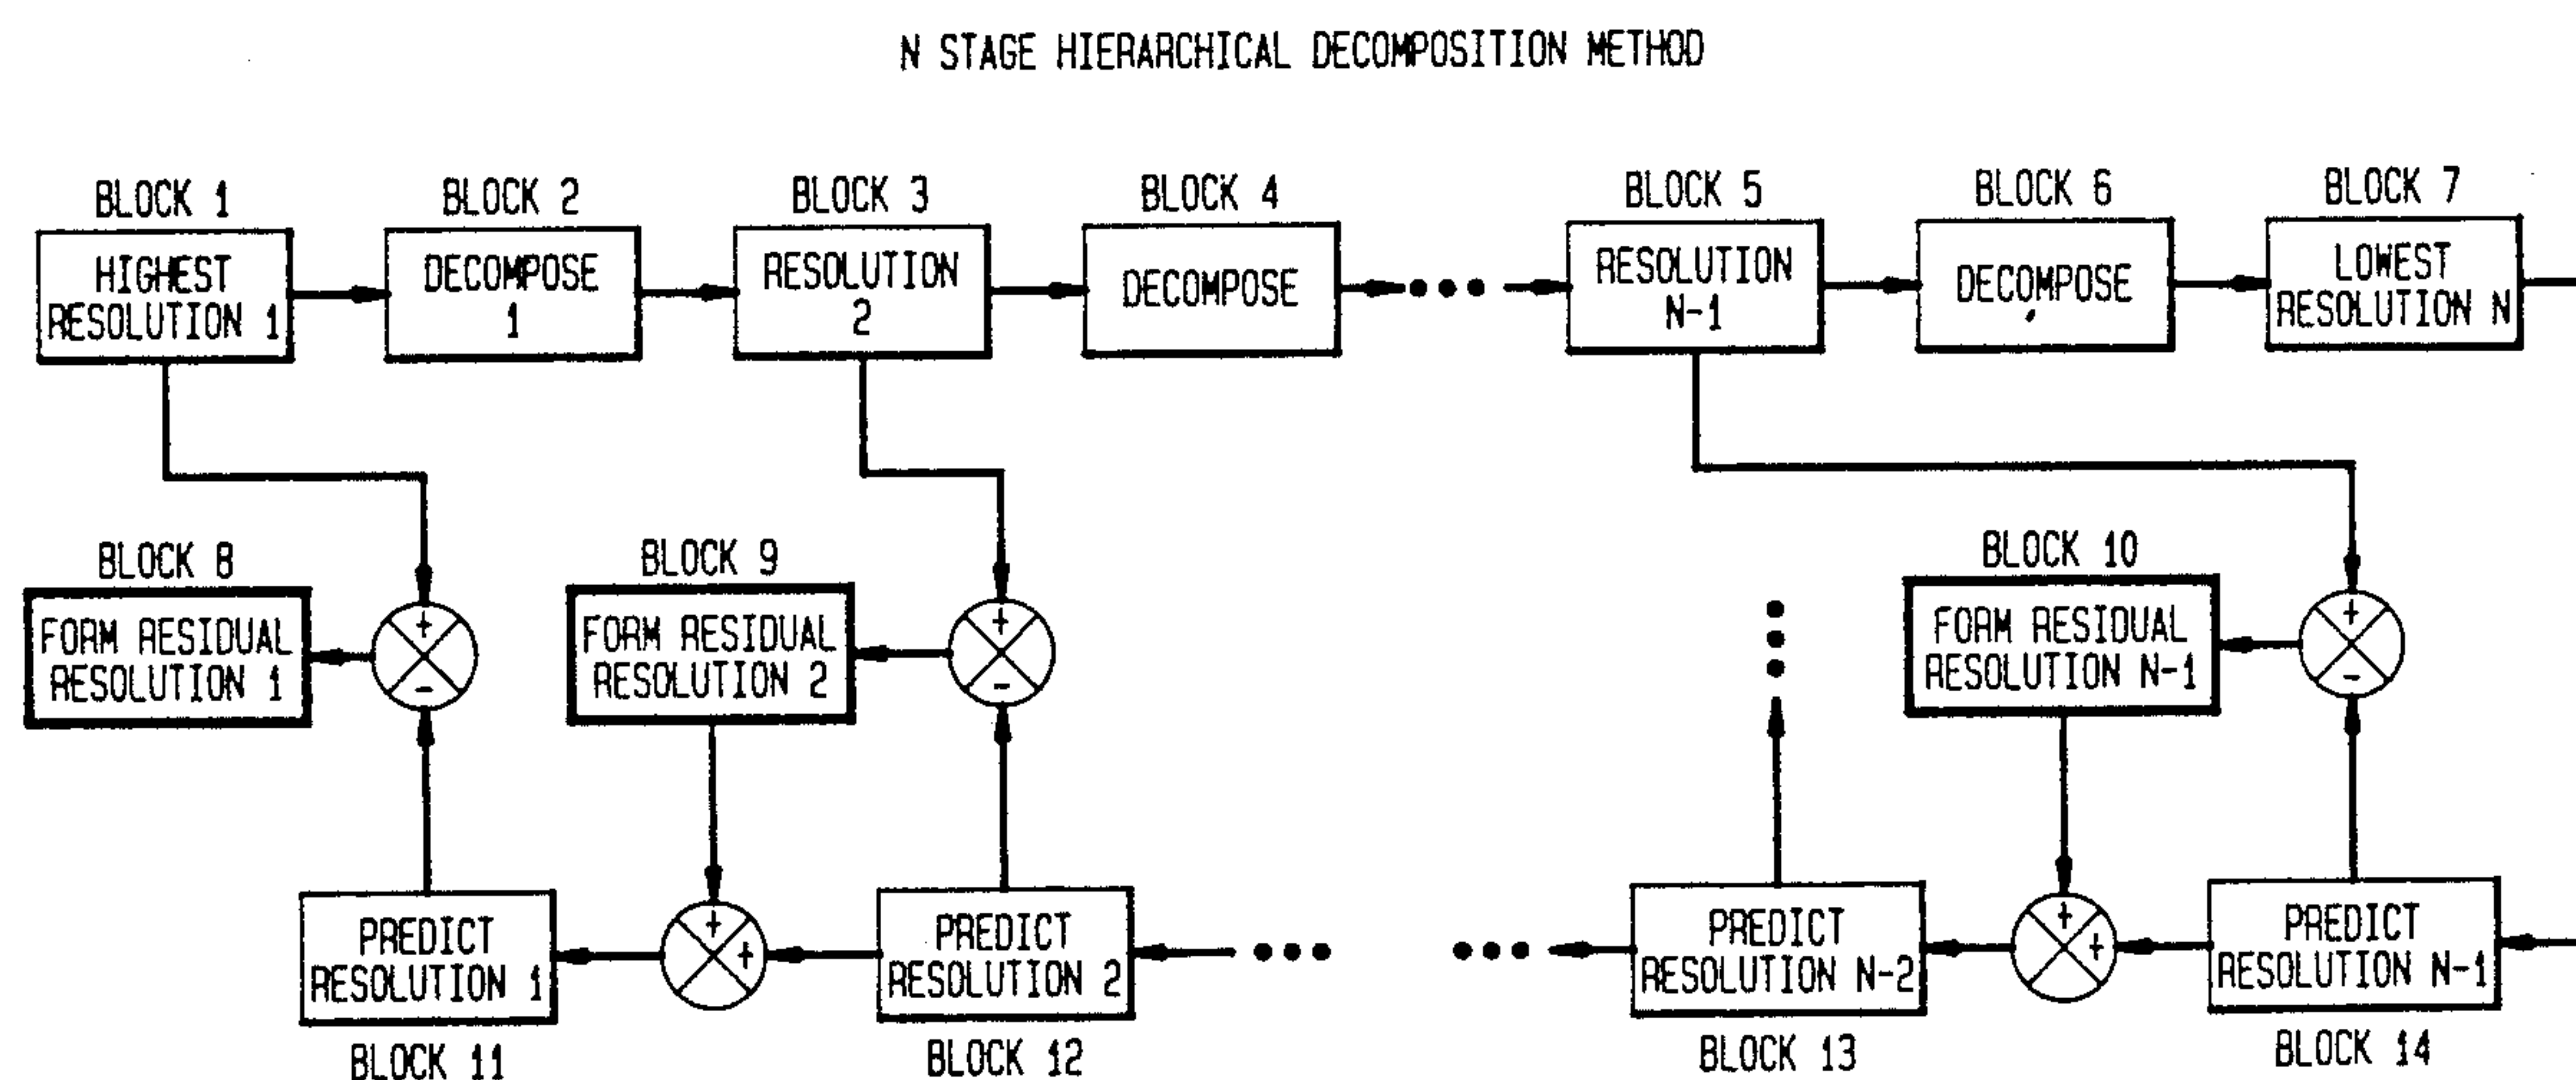 N STAGE HIERARCHICAL DECOMPOSITION METHOD
BLOCK 1
HIGHEST
RESOLUTION 1
BLOCK 2
DECOMPOSE
1
BLOCK 3
RESOLUTION
2
BLOCK 4
DECOMPOSE
BLOCK 5
RESOLUTION
N-1
BLOCK 6
DECOMPOSE
BLOCK 7
LOWEST
RESOLUTION N
BLOCK 8
FORM RESIDUAL
RESOLUTION 1
+
-
BLOCK 9
FORM RESIDUAL
RESOLUTION 2
+
-
BLOCK 10
FORM RESIDUAL
RESOLUTION N-1
+
-
PREDICT
RESOLUTION 1
BLOCK 11
+
+
PREDICT
RESOLUTION 2
BLOCK 12
PREDICT
RESOLUTION N-2
BLOCK 13
+
+
PREDICT
RESOLUTION N-1
BLOCK 14